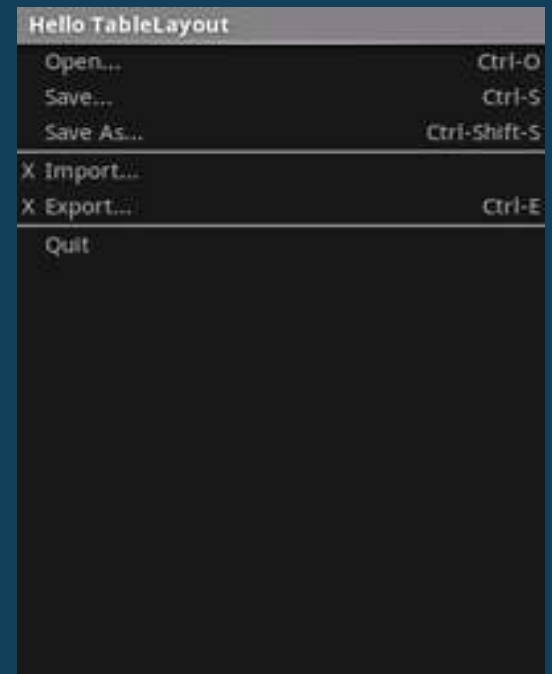 Hello TableLayout
Open... Ctrl-O
Save... Ctrl-S
Save As... Ctrl-Shift-S
X Import...
X Export... Ctrl-E
Quit